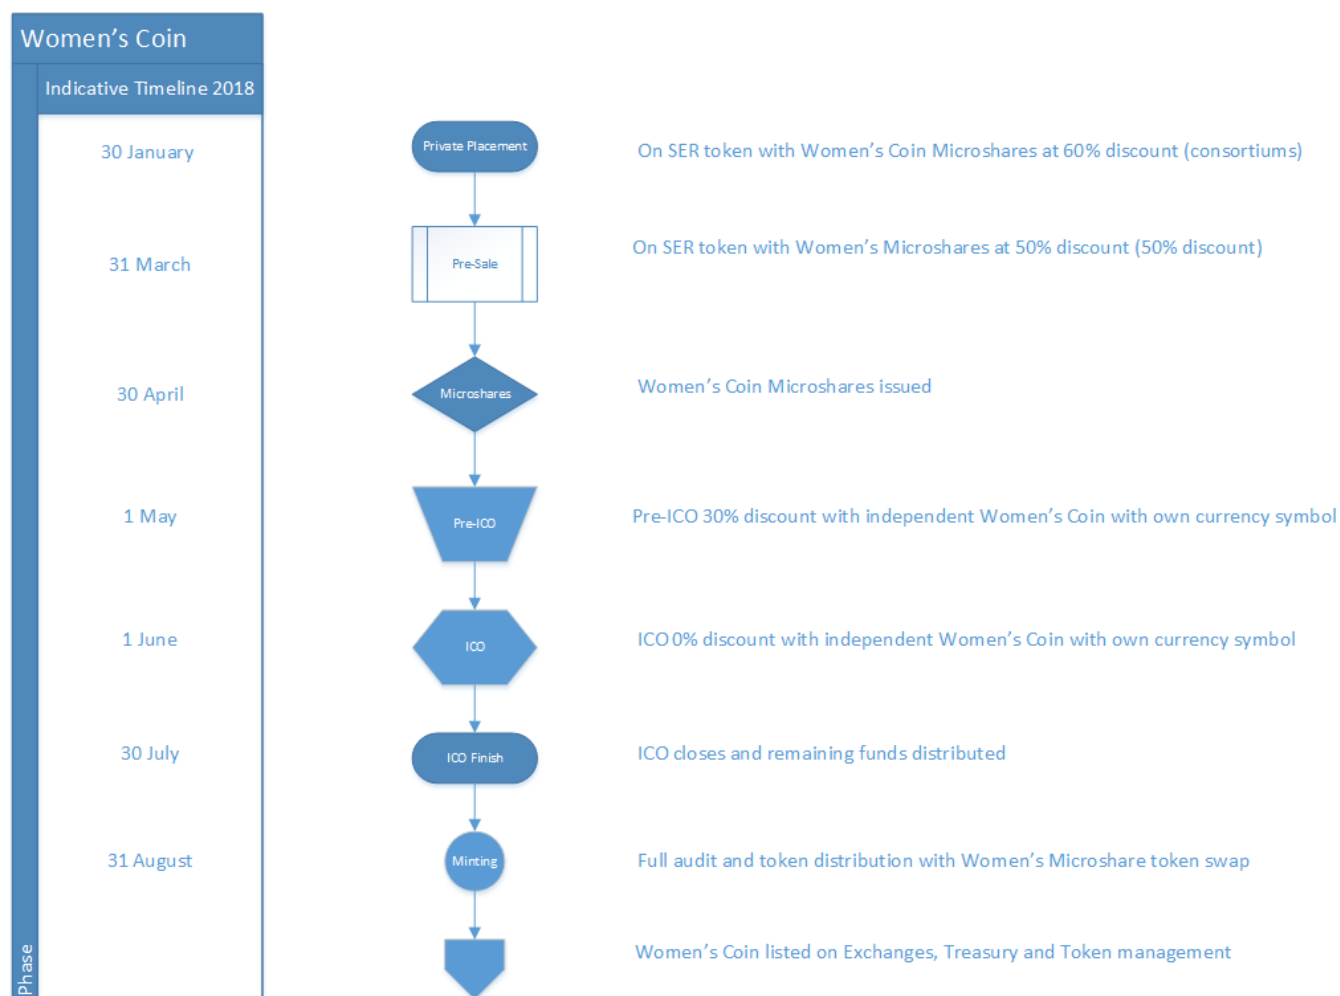 Women's Coin
Indicative Timeline 2018
30 January
Private Placement
On SER token with Women's Coin Microshares at 60% discount (consortiums)
31 March
Pre-Sale
On SER token with Women's Microshares at 50% discount (50% discount)
30 April
Microshares
Women's Coin Microshares issued
1 May
Pre-ICO
Pre-ICO 30% discount with independent Women's Coin with own currency symbol
1 June
ICO
ICO 0% discount with independent Women's Coin with own currency symbol
30 July
ICO Finish
ICO closes and remaining funds distributed
31 August
Minting
Full audit and token distribution with Women's Microshare token swap
Women's Coin listed on Exchanges, Treasury and Token management
Phase